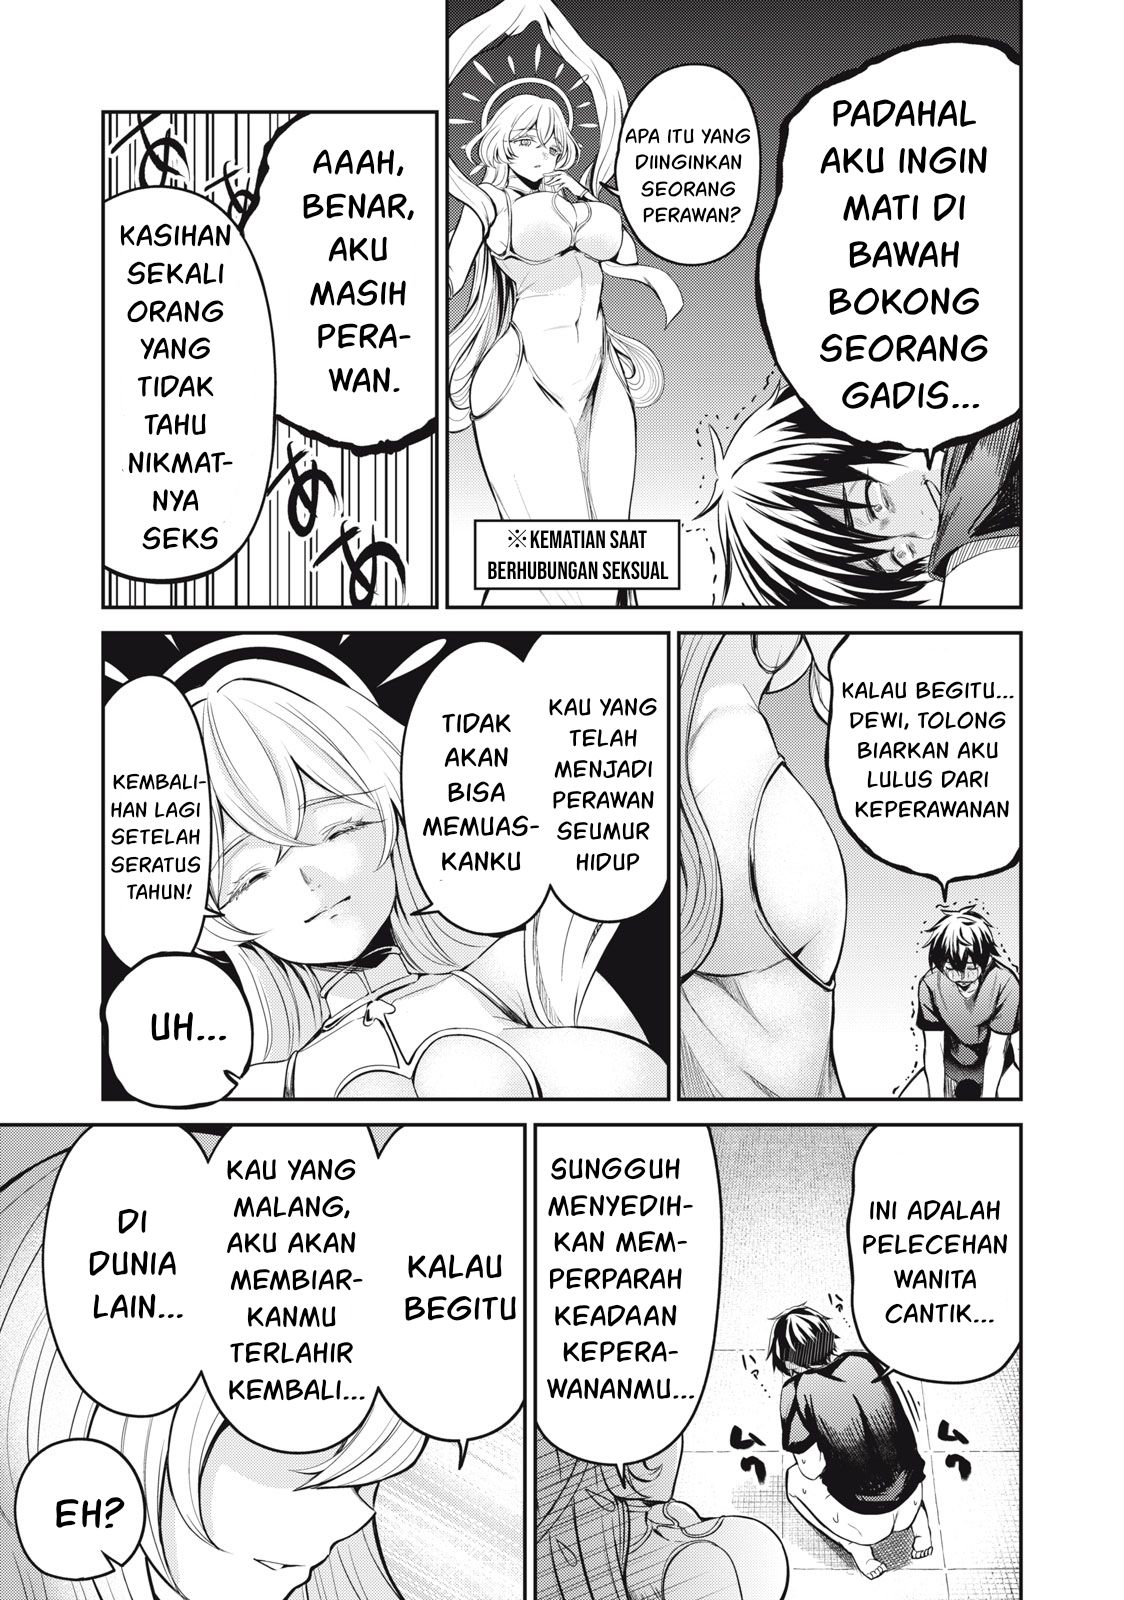 PADAHAL
AKU INGIN
MATI DI
BAWAH
BOKONG
SEORANG
GADIS...
APA ITU YANG
DIINGINKAN
SEORANG
PERAWAN?
※KEMATIAN SAAT
BERHUBUNGAN SEKSUAL
AAAH,
BENAR,
AKU
MASIH
PERA-
WAN.
KASIHAN
SEKALI
ORANG
YANG
TIDAK
TAHU
NIKMAT-
NYA
SEKS
ああああ
KALAU BEGITU...
DEWI, TOLONG
BIARKAN AKU
LULUS DARI
KEPERAWANAN
KAU YANG
TELAH
MENJADI
PERAWAN
SEUMUR
HIDUP
TIDAK
AKAN
BISA
MEMUAS-
KANKU
KEMBALI-
HAN LAGI
SETELAH
SERATUS
TAHUN!
UH...
INI ADALAH
PELECEHAN
WANITA
CANTIK...
SUNGGUH
MENYEDIH-
KAN MEM-
PERPARAH
KEADAAN
KEPERA-
WANANMU...
KALAU
BEGITU
KAU YANG
MALANG,
AKU AKAN
MEMBIAR-
KANMU
TERLAHIR
KEMBALI...
DI
DUNIA
LAIN...
EH?